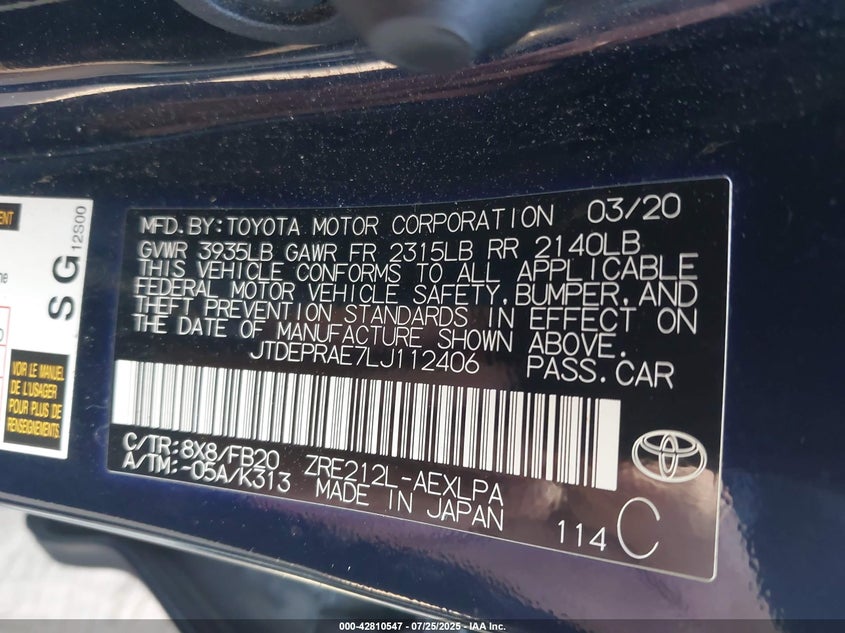 MFD.BY:TOYOTA MOTOR CORPORATION 03/20
GVWR 3935LB GAWR FR 2315LB RR 2140LB
THIS VEHICLE CONFORMS TO ALL APPLICABLE
FEDERAL MOTOR VEHICLE SAFETY,BUMPER,AND
THEFT PREVENTION STANDARDS IN EFFECT ON
THE DATE OF MANUFACTURE SHOWN ABOVE.
JTDEPRAE7LJ112406 PASS.CAR
C/TR:8X8/FB20 ZRE212L-AEXLPA
A/TM:-05A/K313 MADE IN JAPAN
114 C
SG
12S00
VOIR LE MANUEL
DE L'USAGER
POUR PLUS DE
RENSEIGNEMENTS.
000-42810547 - 07/25/2025 - IAA Inc.